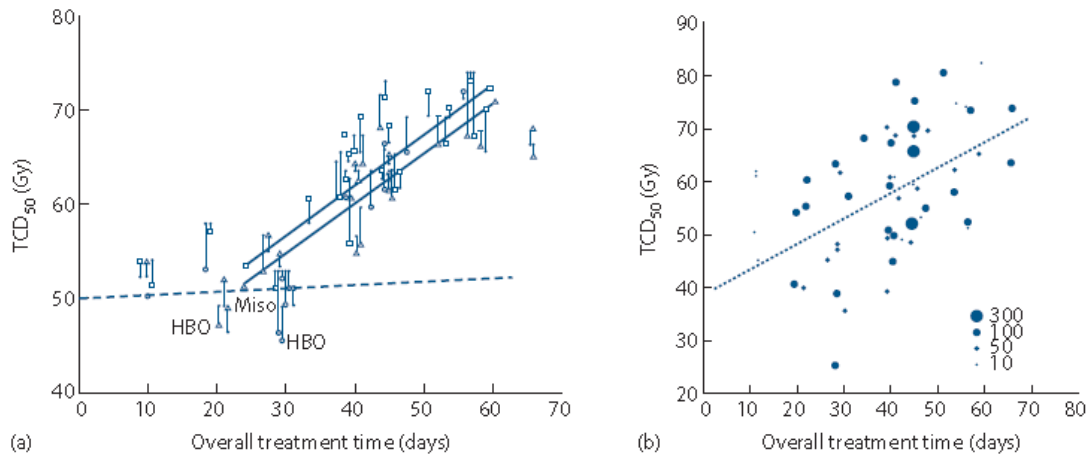 80
70
60
50
40
TCD50 (Gy)
HBO
Miso
HBO
0 10 20 30 40 50 60 70
(a) Overall treatment time (days)
90
80
70
60
50
40
30
20
TCD50 (Gy)
300
100
50
10
0 10 20 30 40 50 60 70 80
(b) Overall treatment time (days)